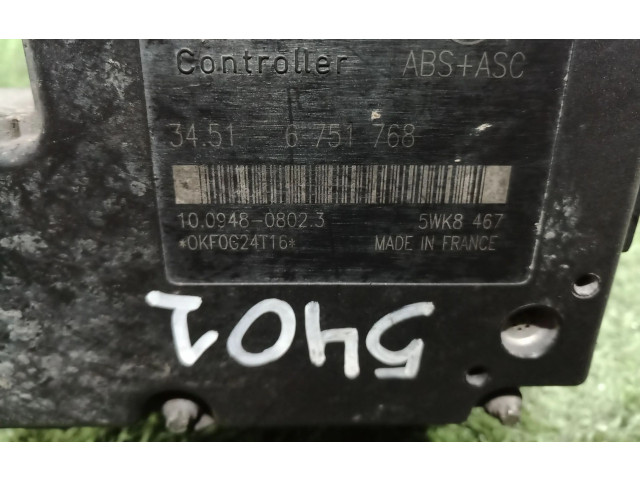 Controller ABS+ASC
34.51 6 751 768
10.0948-0802.3 5WK8 467
*OKF0G24T16* MADE IN FRANCE
5402